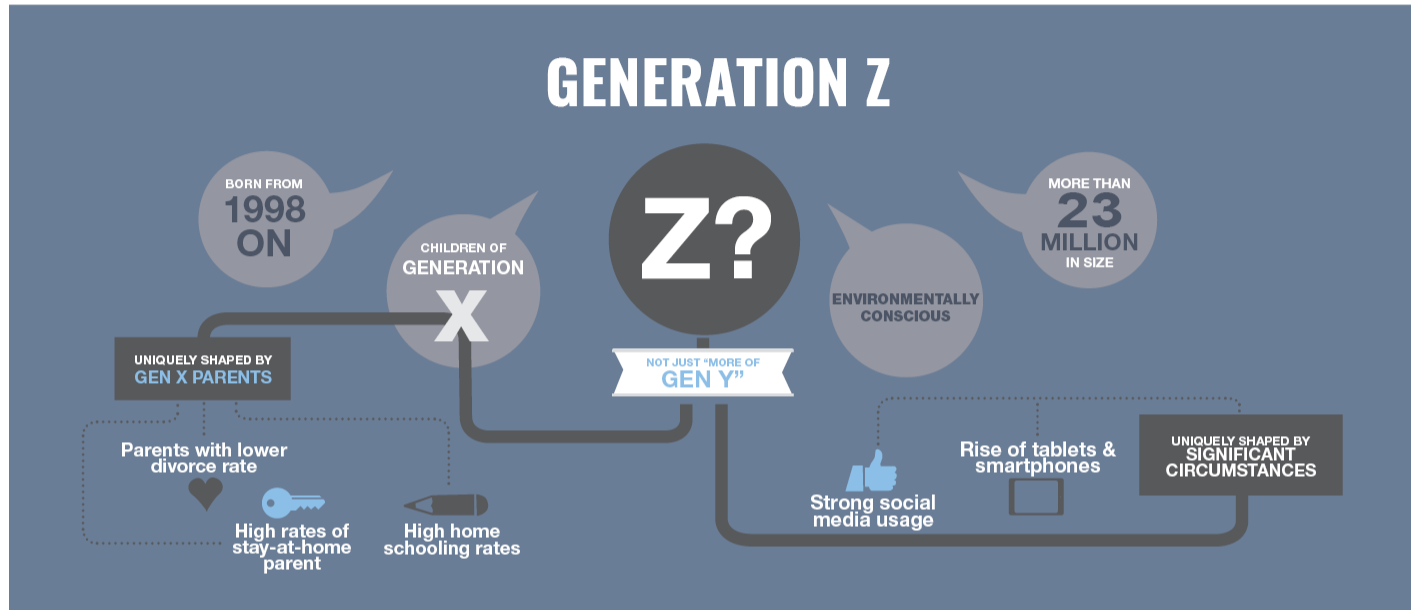 GENERATION Z
BORN FROM
1998
ON
CHILDREN OF
GENERATION
X
Z?
ENVIRONMENTALLY
CONSCIOUS
MORE THAN
23
MILLION
IN SIZE
UNIQUELY SHAPED BY
GEN X PARENTS
NOT JUST “MORE OF
GEN Y”
Parents with lower
divorce rate
High rates of
stay-at-home
parent
High home
schooling rates
Strong social
media usage
Rise of tablets &
smartphones
UNIQUELY SHAPED BY
SIGNIFICANT
CIRCUMSTANCES